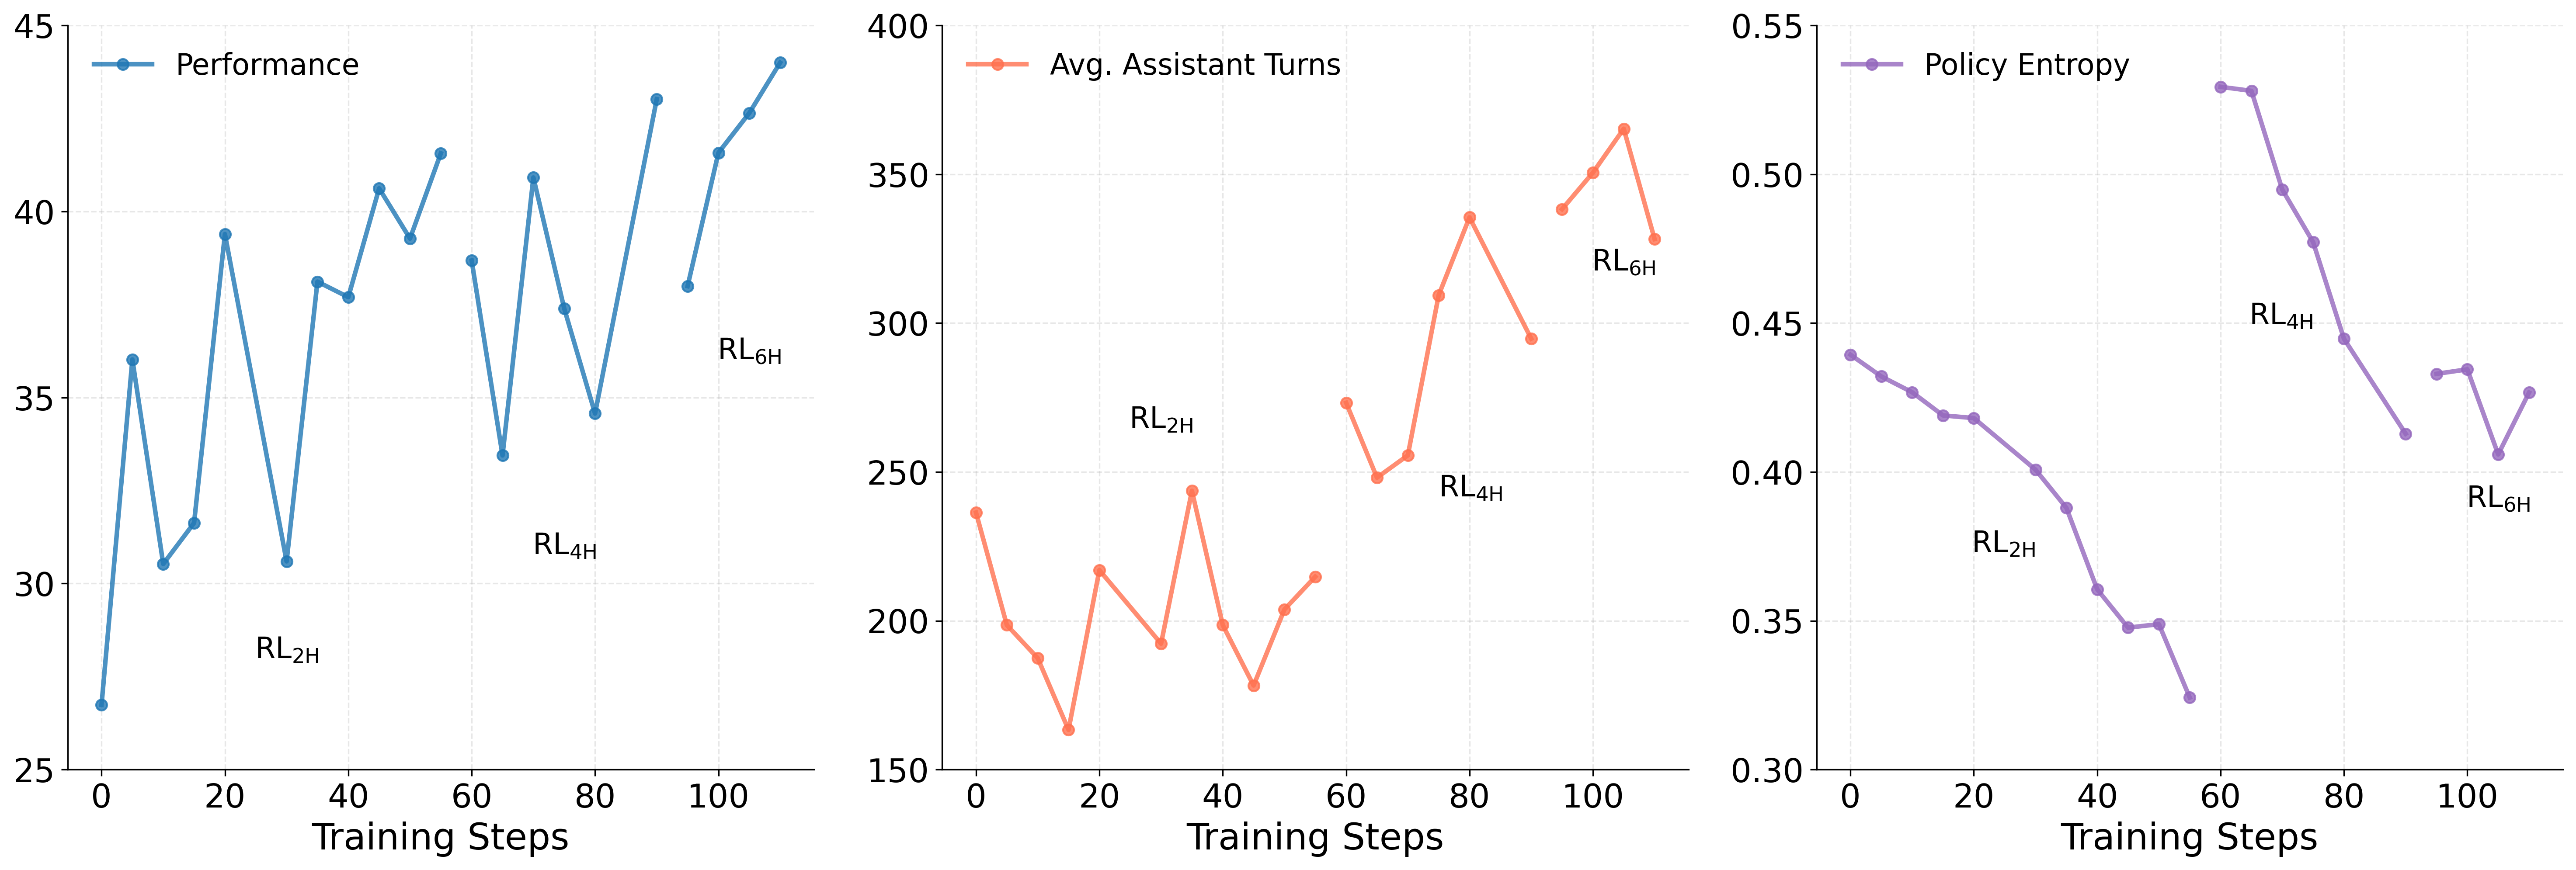 Performance
45
40
35
30
25
RL6H
RL4H
RL2H
0 20 40 60 80 100
Training Steps
Avg. Assistant Turns
400
350
300
250
200
150
RL6H
RL2H
RL4H
0 20 40 60 80 100
Training Steps
Policy Entropy
0.55
0.50
0.45
0.40
0.35
0.30
RL4H
RL6H
RL2H
0 20 40 60 80 100
Training Steps